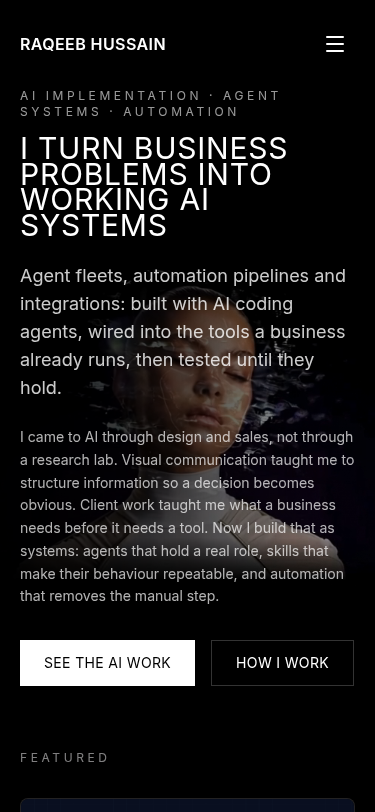 RAQEEB HUSSAIN
AI IMPLEMENTATION · AGENT
SYSTEMS · AUTOMATION
I TURN BUSINESS
PROBLEMS INTO
WORKING AI
SYSTEMS
Agent fleets, automation pipelines and
integrations: built with AI coding
agents, wired into the tools a business
already runs, then tested until they
hold.
I came to AI through design and sales, not through
a research lab. Visual communication taught me to
structure information so a decision becomes
obvious. Client work taught me what a business
needs before it needs a tool. Now I build that as
systems: agents that hold a real role, skills that
make their behaviour repeatable, and automation
that removes the manual step.
SEE THE AI WORK
HOW I WORK
FEATURED